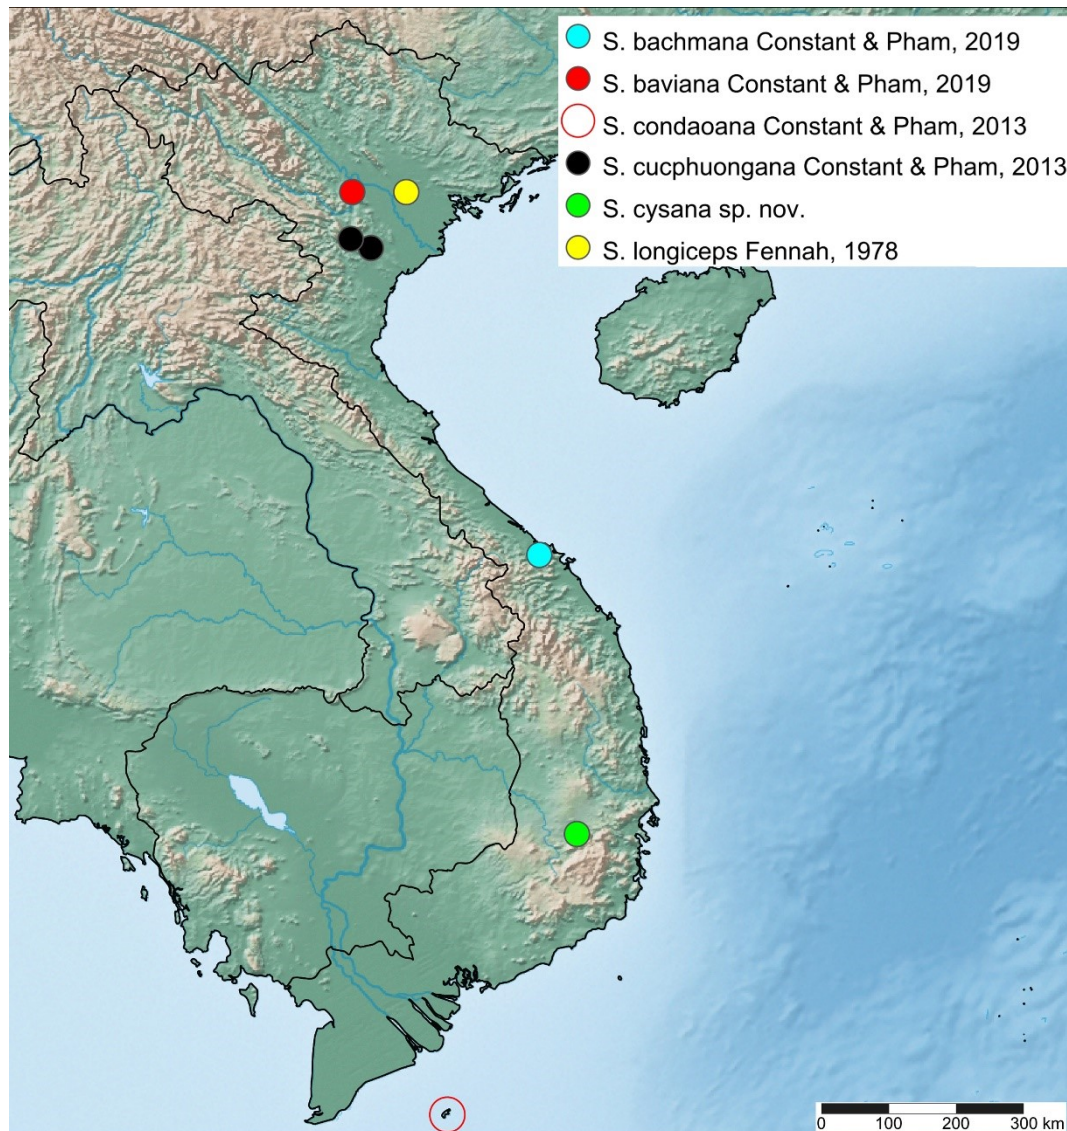 S. bachmana Constant & Pham, 2019
S. baviana Constant & Pham, 2019
S. condaoana Constant & Pham, 2013
S. cucphuongana Constant & Pham, 2013
S. cysana sp. nov.
S. longiceps Fennah, 1978
0 100 200 300 km